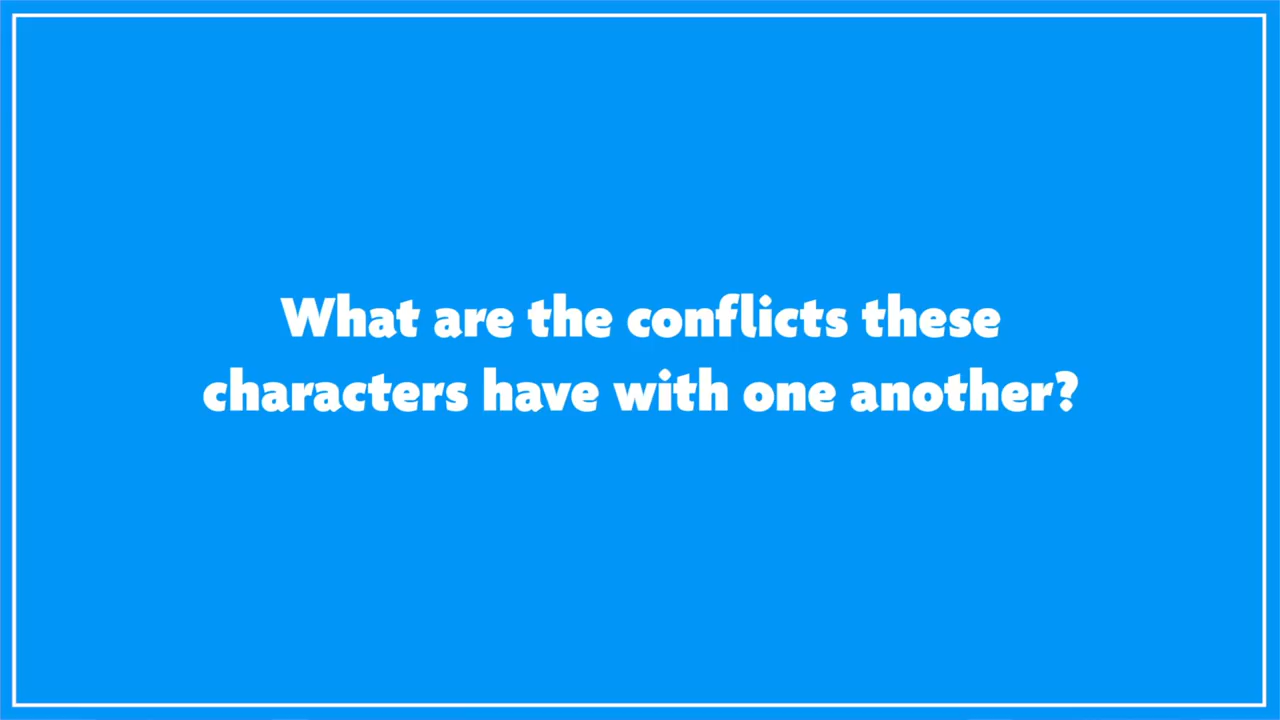 What are the conflicts these
characters have with one another?